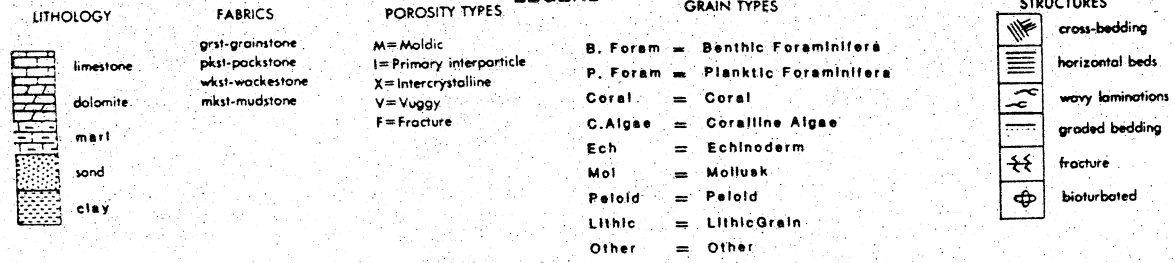 LEGEND
LITHOLOGY
limestone
dolomite
marl
sand
clay
FABRICS
grst-grainstone
pkst-packstone
wkst-wackestone
mkst-mudstone
POROSITY TYPES
M=Moldic
I=Primary interparticle
X=Intercrystalline
V=Vuggy
F=Fracture
GRAIN TYPES
B. Foram = Benthic Foraminifera
P. Foram = Planktic Foraminifera
Coral = Coral
C.Algae = Coralline Algae
Ech = Echinoderm
Mol = Mollusk
Peloid = Peloid
Lithic = LithicGrain
Other = Other
STRUCTURES
cross-bedding
horizontal beds
wavy laminations
graded bedding
fracture
bioturbated